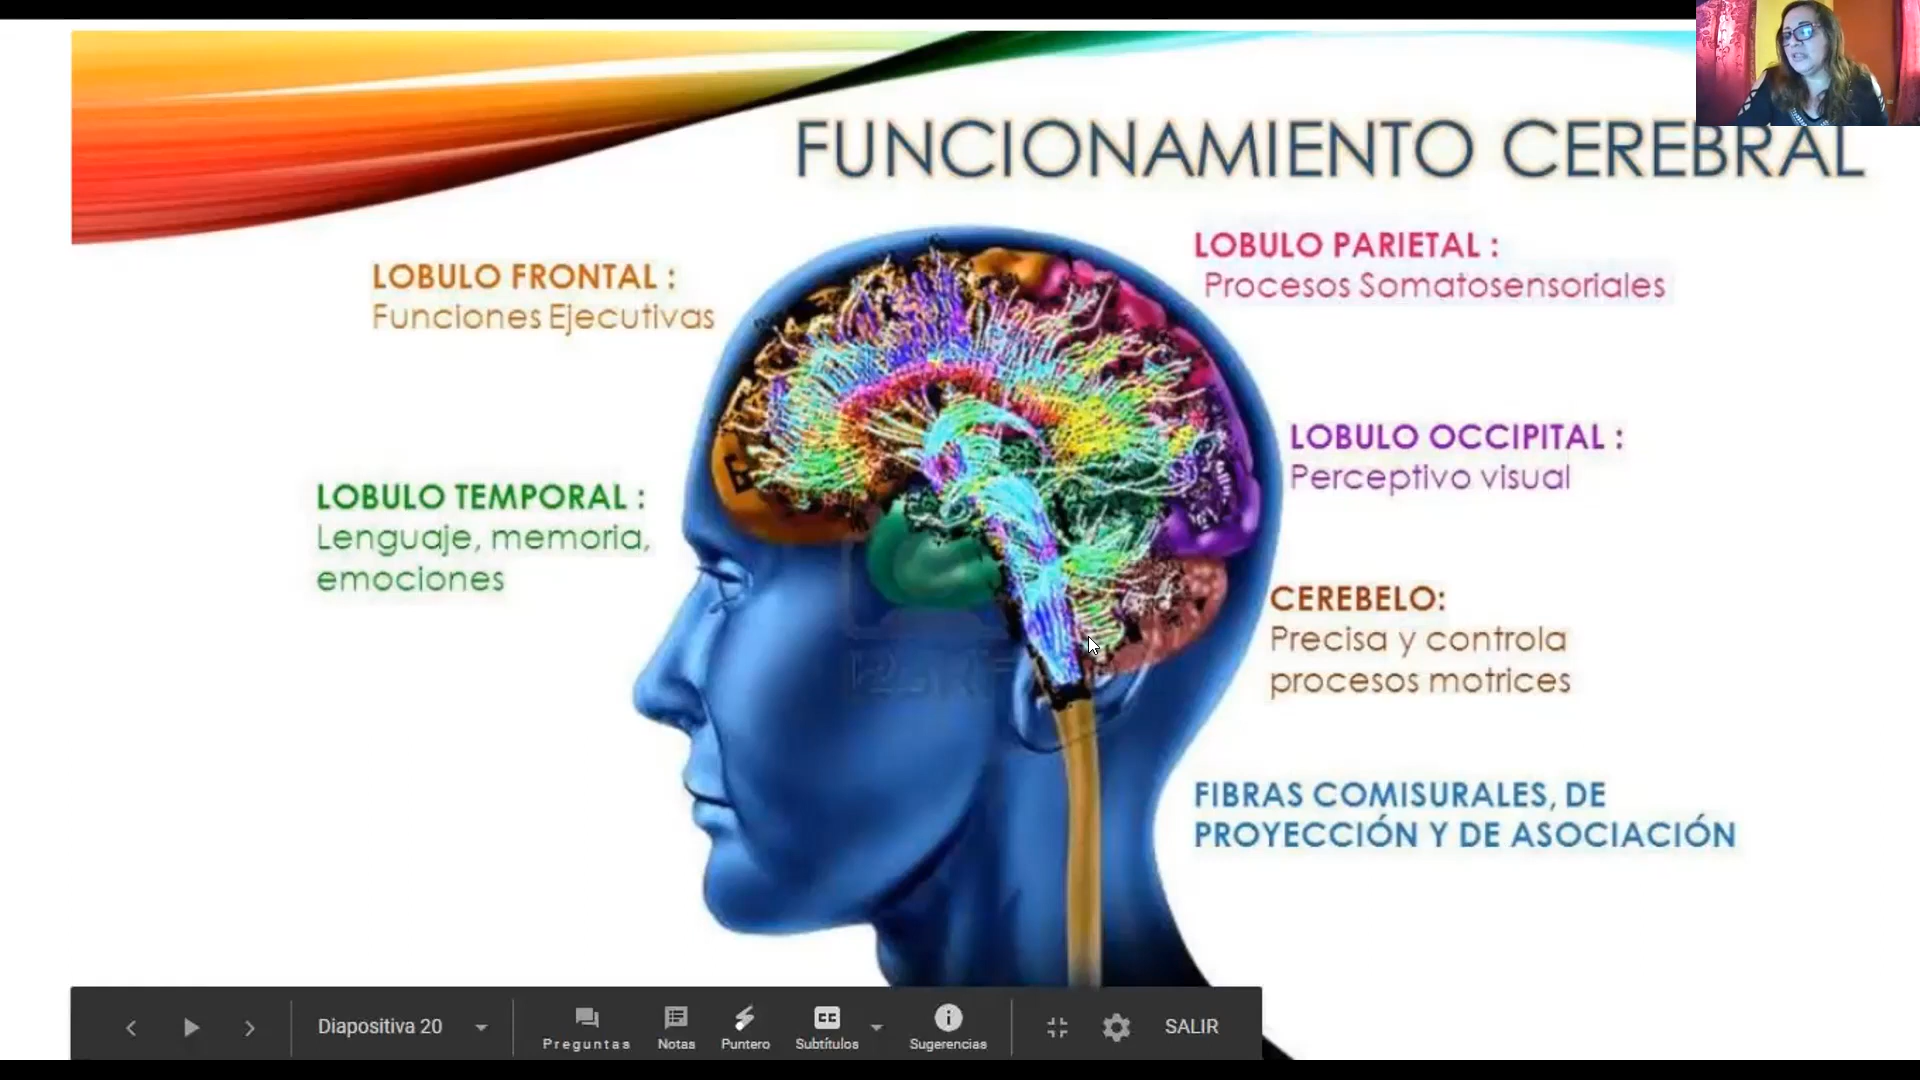 FUNCIONAMIENTO CEREBRAL
LOBULO FRONTAL :
Funciones Ejecutivas
LOBULO PARIETAL :
Procesos Somatosensoriales
LOBULO TEMPORAL :
Lenguaje, memoria,
emociones
LOBULO OCCIPITAL :
Perceptivo visual
CEREBELO:
Precisa y controla
procesos motrices
FIBRAS COMISURALES, DE
PROYECCIÓN Y DE ASOCIACIÓN
Diapositiva 20
Preguntas
Notas
Puntero
CC
Subtítulos
Sugerencias
SALIR